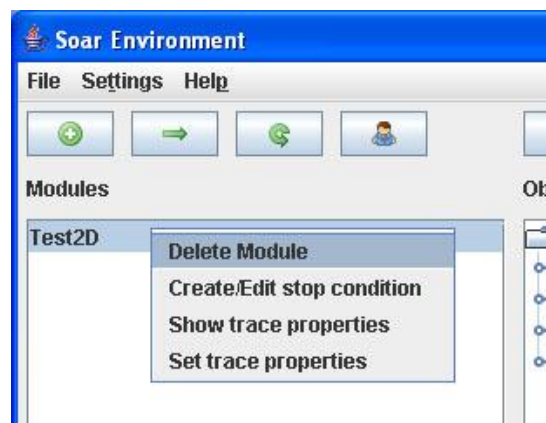 Soar Environment
File Settings Help
Modules
Ob
Test2D
Delete Module
Create/Edit stop condition
Show trace properties
Set trace properties